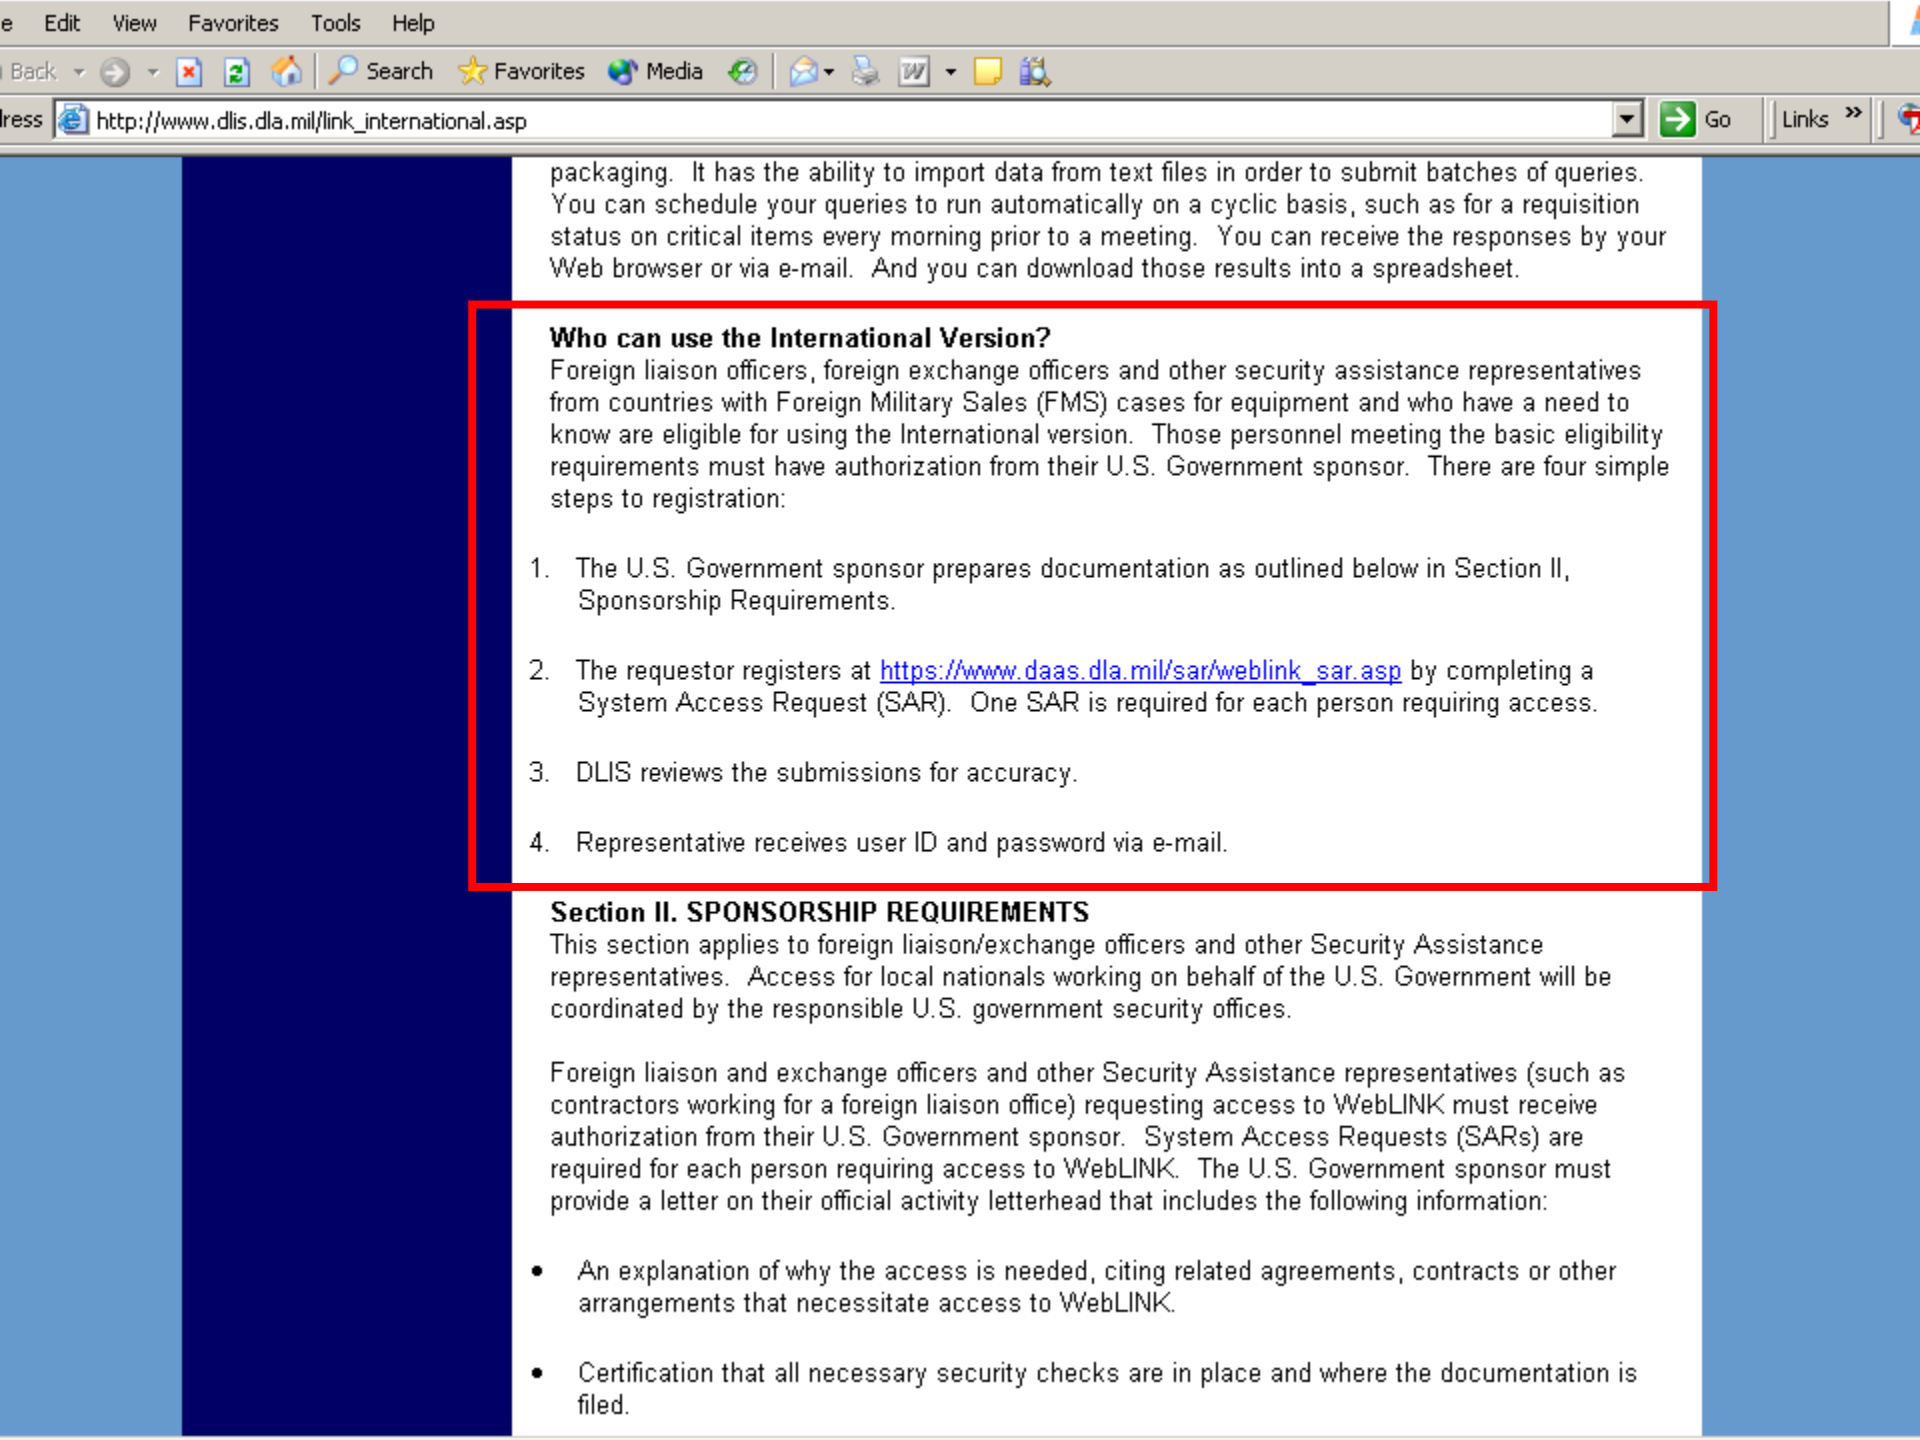 e Edit View Favorites Tools Help
Back Search Favorites Media
ress http://www.dlis.dla.mil/link_international.asp Go Links »
packaging. It has the ability to import data from text files in order to submit batches of queries.
You can schedule your queries to run automatically on a cyclic basis, such as for a requisition
status on critical items every morning prior to a meeting. You can receive the responses by your
Web browser or via e-mail. And you can download those results into a spreadsheet.
Who can use the International Version?
Foreign liaison officers, foreign exchange officers and other security assistance representatives
from countries with Foreign Military Sales (FMS) cases for equipment and who have a need to
know are eligible for using the International version. Those personnel meeting the basic eligibility
requirements must have authorization from their U.S. Government sponsor. There are four simple
steps to registration:
1. The U.S. Government sponsor prepares documentation as outlined below in Section II,
Sponsorship Requirements.
2. The requestor registers at https://www.daas.dla.mil/sar/weblink_sar.asp by completing a
System Access Request (SAR). One SAR is required for each person requiring access.
3. DLIS reviews the submissions for accuracy.
4. Representative receives user ID and password via e-mail.
Section II. SPONSORSHIP REQUIREMENTS
This section applies to foreign liaison/exchange officers and other Security Assistance
representatives. Access for local nationals working on behalf of the U.S. Government will be
coordinated by the responsible U.S. government security offices.
Foreign liaison and exchange officers and other Security Assistance representatives (such as
contractors working for a foreign liaison office) requesting access to WebLINK must receive
authorization from their U.S. Government sponsor. System Access Requests (SARs) are
required for each person requiring access to WebLINK. The U.S. Government sponsor must
provide a letter on their official activity letterhead that includes the following information:
• An explanation of why the access is needed, citing related agreements, contracts or other
arrangements that necessitate access to WebLINK.
• Certification that all necessary security checks are in place and where the documentation is
filed.